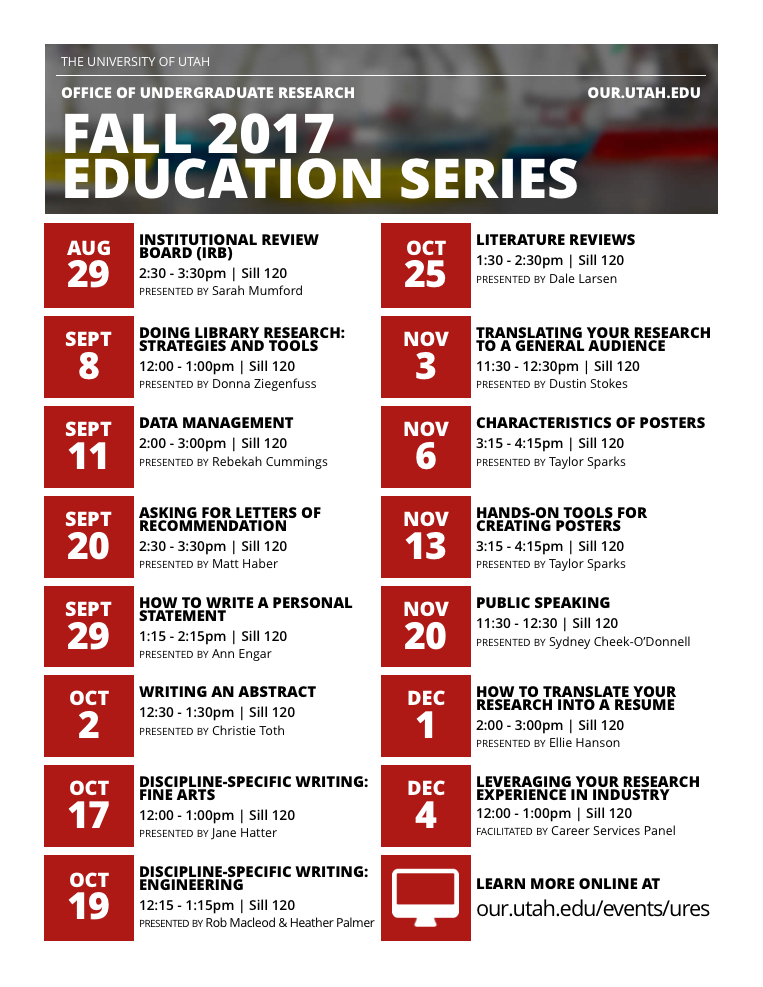 THE UNIVERSITY OF UTAH
OFFICE OF UNDERGRADUATE RESEARCH
OUR.UTAH.EDU
FALL 2017
EDUCATION SERIES
AUG
29
INSTITUTIONAL REVIEW
BOARD (IRB)
2:30 - 3:30pm | Sill 120
PRESENTED BY Sarah Mumford
SEPT
8
DOING LIBRARY RESEARCH:
STRATEGIES AND TOOLS
12:00 - 1:00pm | Sill 120
PRESENTED BY Donna Ziegenfuss
SEPT
11
DATA MANAGEMENT
2:00 - 3:00pm | Sill 120
PRESENTED BY Rebekah Cummings
SEPT
20
ASKING FOR LETTERS OF
RECOMMENDATION
2:30 - 3:30pm | Sill 120
PRESENTED BY Matt Haber
SEPT
29
HOW TO WRITE A PERSONAL
STATEMENT
1:15 - 2:15pm | Sill 120
PRESENTED BY Ann Engar
OCT
2
WRITING AN ABSTRACT
12:30 - 1:30pm | Sill 120
PRESENTED BY Christie Toth
OCT
17
DISCIPLINE-SPECIFIC WRITING:
FINE ARTS
12:00 - 1:00pm | Sill 120
PRESENTED BY Jane Hatter
OCT
19
DISCIPLINE-SPECIFIC WRITING:
ENGINEERING
12:15 - 1:15pm | Sill 120
PRESENTED BY Rob Macleod & Heather Palmer
OCT
25
LITERATURE REVIEWS
1:30 - 2:30pm | Sill 120
PRESENTED BY Dale Larsen
NOV
3
TRANSLATING YOUR RESEARCH
TO A GENERAL AUDIENCE
11:30 - 12:30pm | Sill 120
PRESENTED BY Dustin Stokes
NOV
6
CHARACTERISTICS OF POSTERS
3:15 - 4:15pm | Sill 120
PRESENTED BY Taylor Sparks
NOV
13
HANDS-ON TOOLS FOR
CREATING POSTERS
3:15 - 4:15pm | Sill 120
PRESENTED BY Taylor Sparks
NOV
20
PUBLIC SPEAKING
11:30 - 12:30 | Sill 120
PRESENTED BY Sydney Cheek-O’Donnell
DEC
1
HOW TO TRANSLATE YOUR
RESEARCH INTO A RESUME
2:00 - 3:00pm | Sill 120
PRESENTED BY Ellie Hanson
DEC
4
LEVERAGING YOUR RESEARCH
EXPERIENCE IN INDUSTRY
12:00 - 1:00pm | Sill 120
FACILITATED BY Career Services Panel
LEARN MORE ONLINE AT
our.utah.edu/events/ures